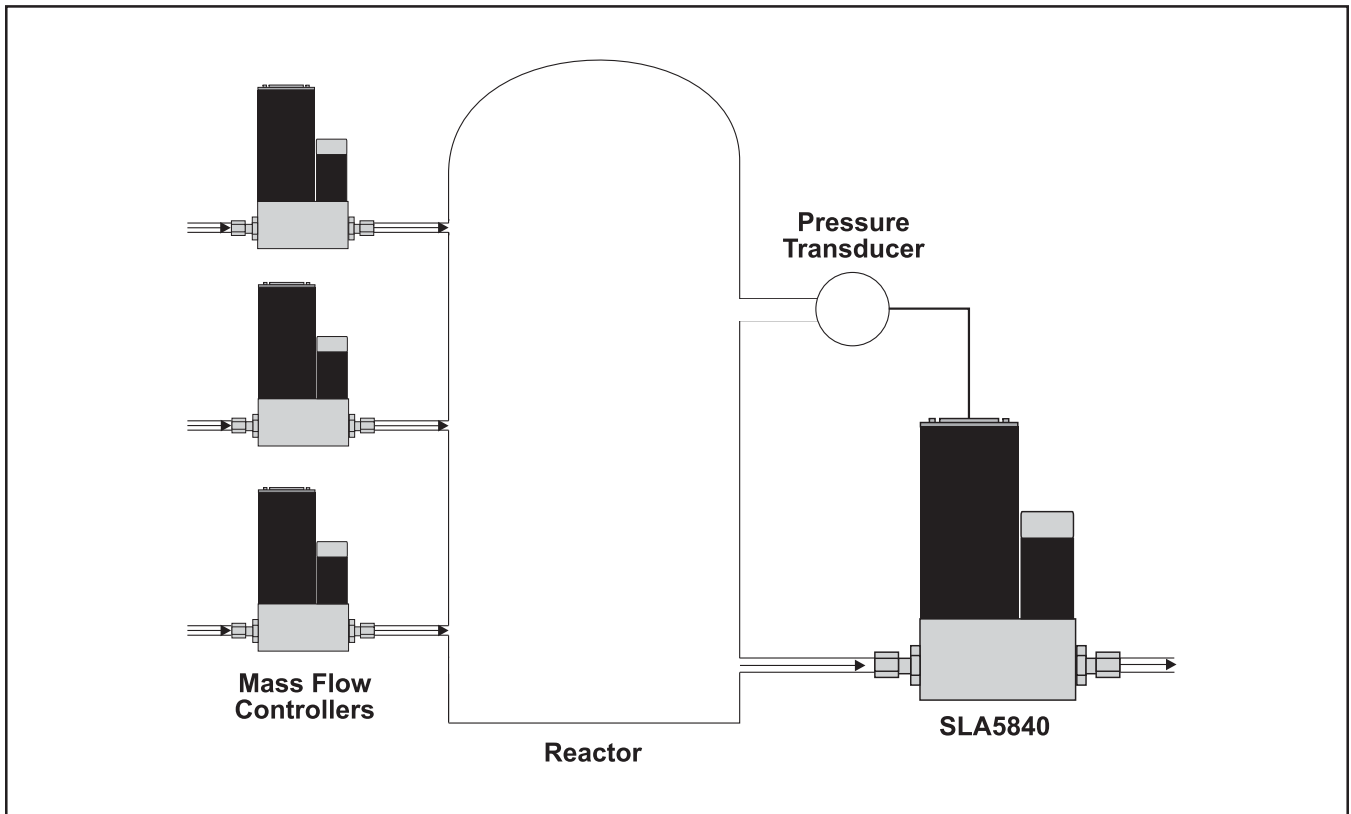 Pressure
Transducer
Mass Flow
Controllers
SLA5840
Reactor